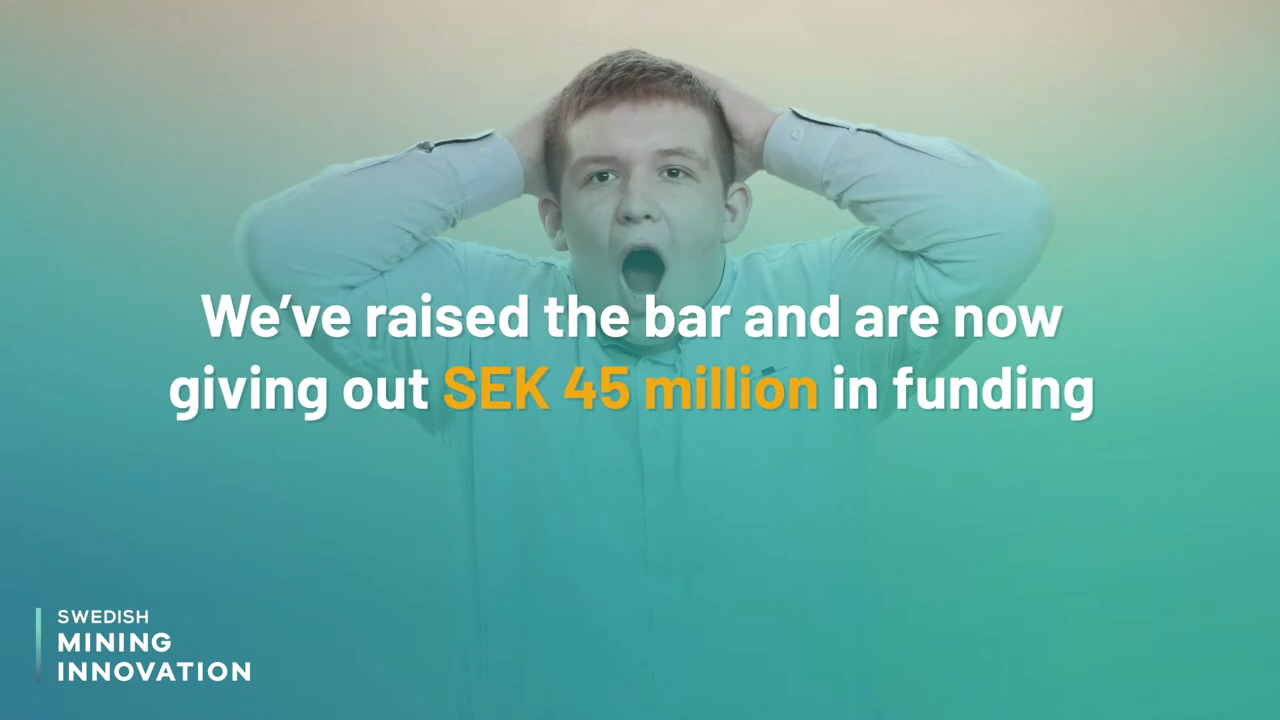 We’ve raised the bar and are now
giving out SEK 45 million in funding
SWEDISH
MINING
INNOVATION